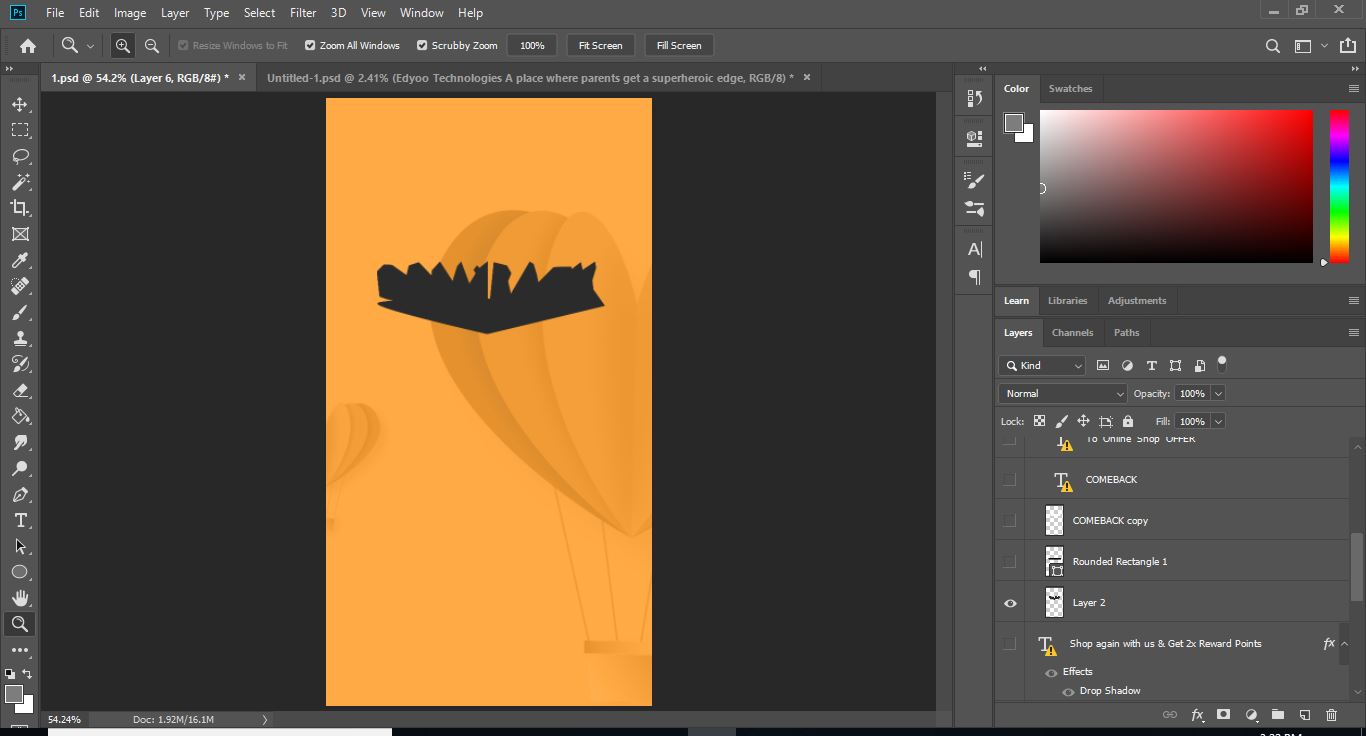 Ps File Edit Image Layer Type Select Filter 3D View Window Help
Resize Windows to Fit Zoom All Windows Scrubby Zoom 100% Fit Screen Fill Screen
1.psd @ 54.2% (Layer 6, RGB/8#) * × Untitled-1.psd @ 2.41% (Edyoo Technologies A place where parents get a superheroic edge, RGB/8) * ×
Color Swatches
Learn Libraries Adjustments
Layers Channels Paths
Kind
Normal Opacity: 100%
Lock: Fill: 100%
To Online Shop OFFER
COMEBACK
COMEBACK copy
Rounded Rectangle 1
Layer 2
Shop again with us & Get 2x Reward Points fx
Effects
Drop Shadow
54.24% Doc: 1.92M/16.1M
fx